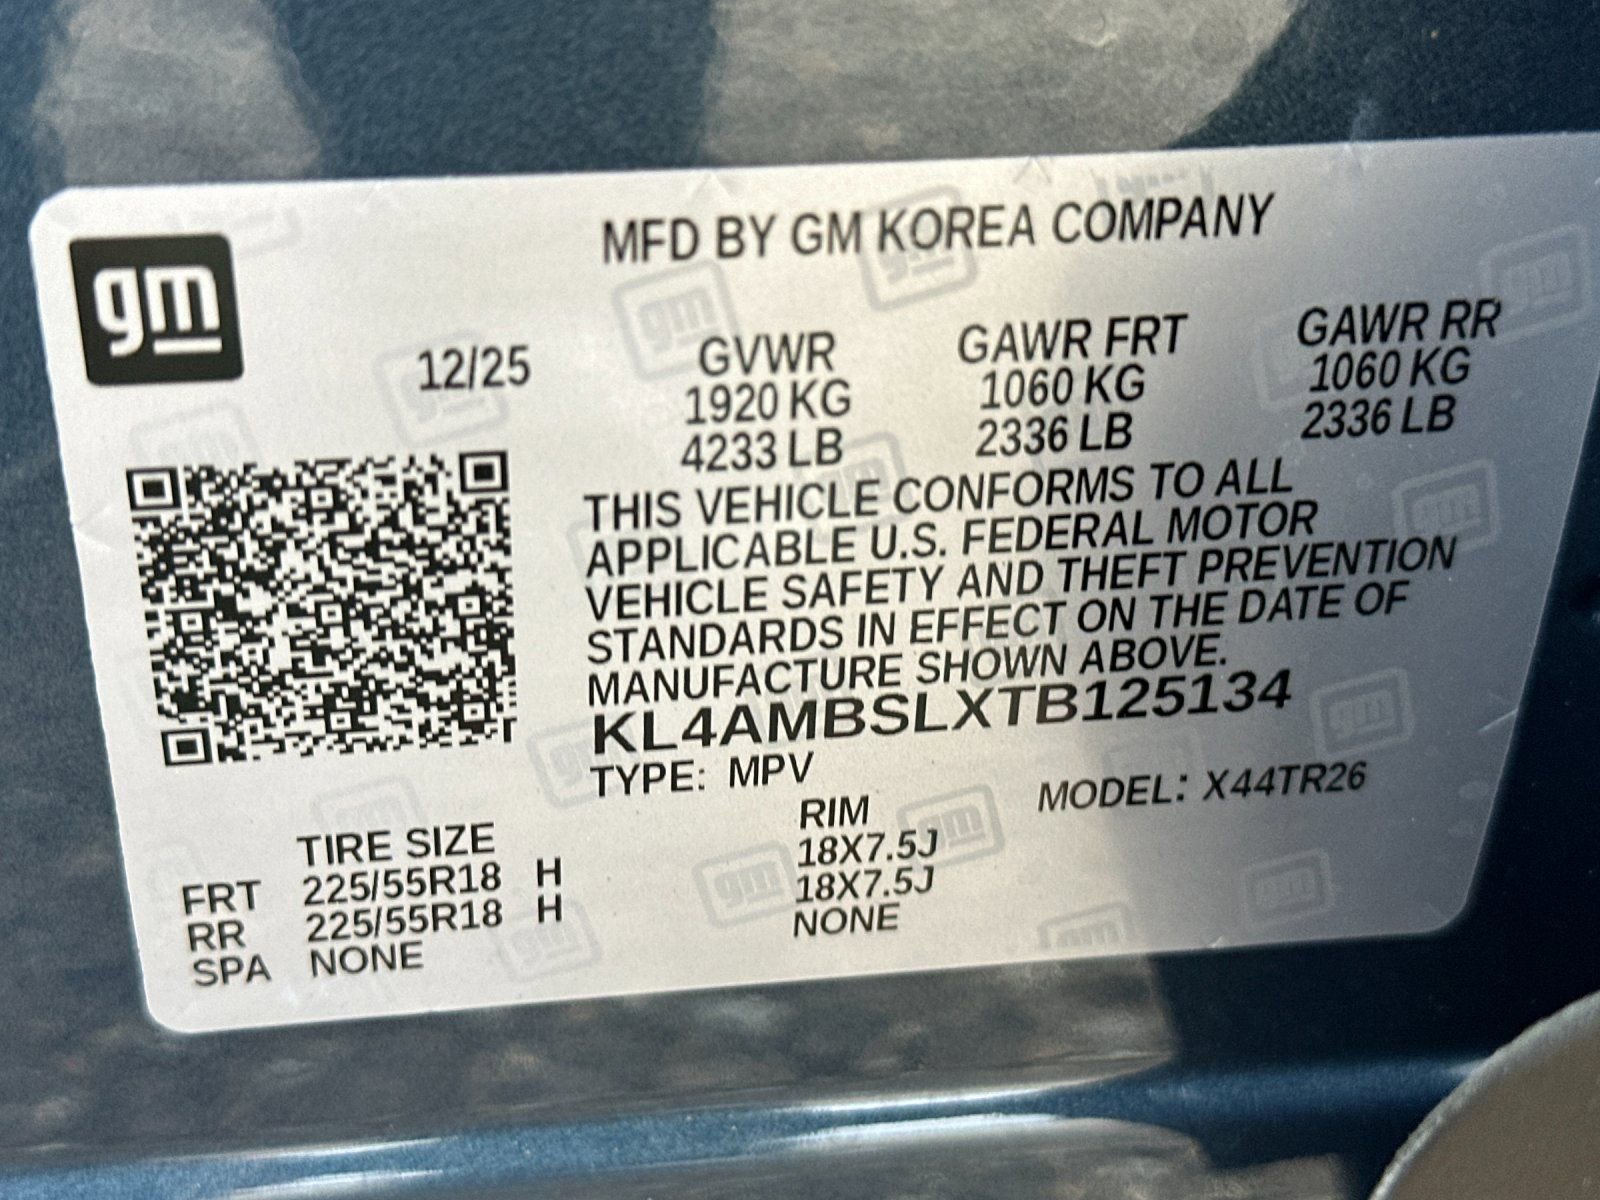 gm
MFD BY GM KOREA COMPANY
12/25
GVWR GAWR FRT GAWR RR
1920 KG 1060 KG 1060 KG
4233 LB 2336 LB 2336 LB
THIS VEHICLE CONFORMS TO ALL
APPLICABLE U.S. FEDERAL MOTOR
VEHICLE SAFETY AND THEFT PREVENTION
STANDARDS IN EFFECT ON THE DATE OF
MANUFACTURE SHOWN ABOVE.
KL4AMBSLXTB125134
TYPE: MPV MODEL: X44TR26
TIRE SIZE RIM
FRT 225/55R18 H 18X7.5J
RR 225/55R18 H 18X7.5J
SPA NONE NONE